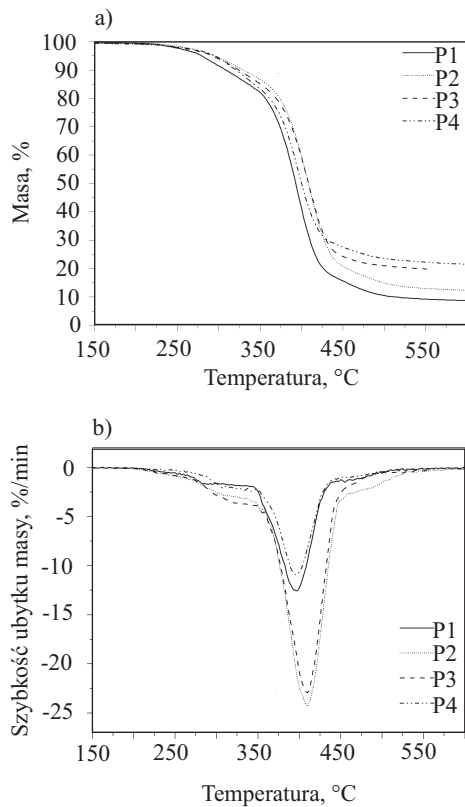 a)
100
90
80
70
60
50
40
30
20
10
0
Masa, %
P1
P2
P3
P4
150 250 350 450 550
Temperatura, °C
b)
0
-5
-10
-15
-20
-25
Szybkość ubytku masy, %/min
P1
P2
P3
P4
150 250 350 450 550
Temperatura, °C